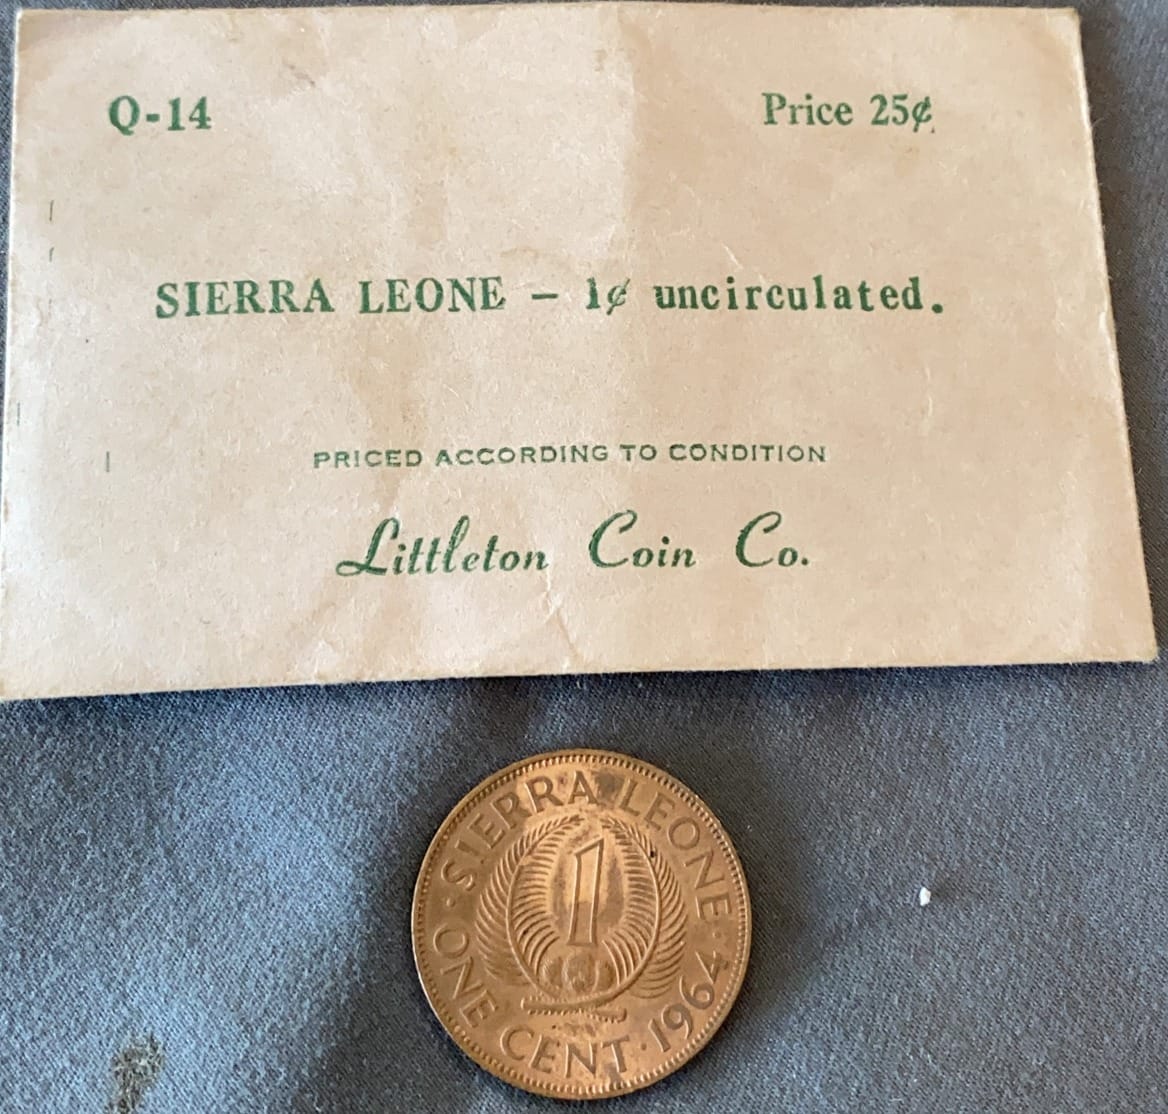 Q-14
Price 25¢
SIERRA LEONE - 1¢ uncirculated.
PRICED ACCORDING TO CONDITION
Littleton Coin Co.
SIERRA LEONE
1
ONE CENT · 1964